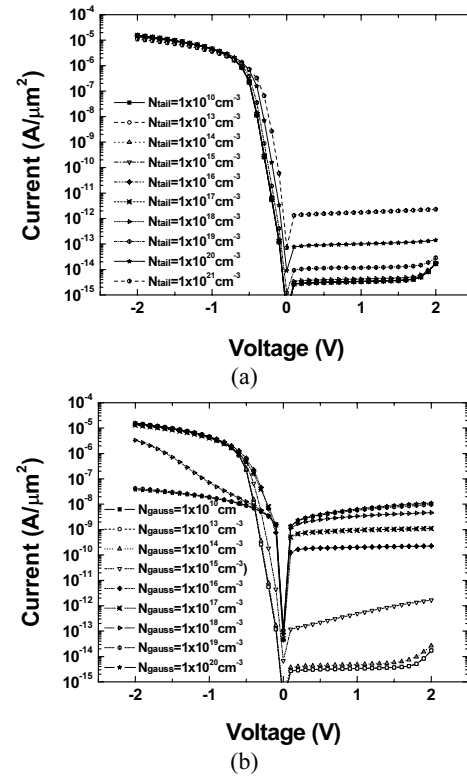 10⁻⁴
10⁻⁵
10⁻⁶
10⁻⁷
10⁻⁸
10⁻⁹
10⁻¹⁰
10⁻¹¹
10⁻¹²
10⁻¹³
10⁻¹⁴
10⁻¹⁵
Current (A/μm²)
Ntail=1x10¹⁰cm⁻³
Ntail=1x10¹³cm⁻³
Ntail=1x10¹⁴cm⁻³
Ntail=1x10¹⁵cm⁻³
Ntail=1x10¹⁶cm⁻³
Ntail=1x10¹⁷cm⁻³
Ntail=1x10¹⁸cm⁻³
Ntail=1x10¹⁹cm⁻³
Ntail=1x10²⁰cm⁻³
Ntail=1x10²¹cm⁻³
-2 -1 0 1 2
Voltage (V)
(a)
10⁻⁴
10⁻⁵
10⁻⁶
10⁻⁷
10⁻⁸
10⁻⁹
10⁻¹⁰
10⁻¹¹
10⁻¹²
10⁻¹³
10⁻¹⁴
10⁻¹⁵
Current (A/μm²)
Ngauss=1x10¹⁰cm⁻³
Ngauss=1x10¹³cm⁻³
Ngauss=1x10¹⁴cm⁻³
Ngauss=1x10¹⁵cm⁻³)
Ngauss=1x10¹⁶cm⁻³
Ngauss=1x10¹⁷cm⁻³
Ngauss=1x10¹⁸cm⁻³
Ngauss=1x10¹⁹cm⁻³
Ngauss=1x10²⁰cm⁻³
-2 -1 0 1 2
Voltage (V)
(b)